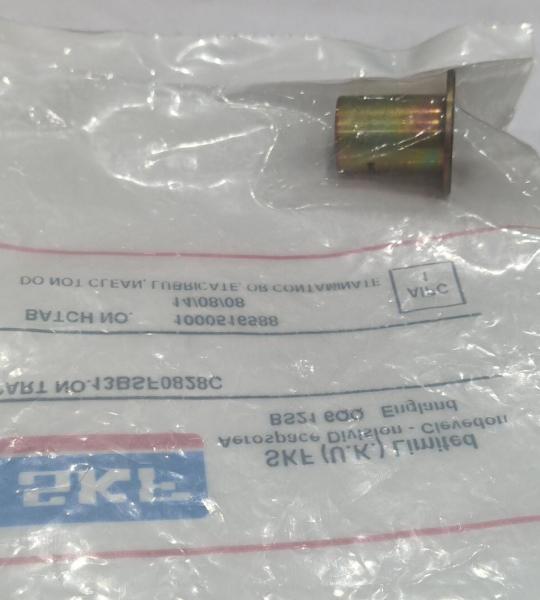 SKF
SKF (U.K.) Limited
Aerospace Division - Clevedon
BS21 6QQ England
PART NO.13BSF0828C
BATCH NO. 1000516588
14/08/08
DO NOT CLEAN, LUBRICATE, OR CONTAMINATE
AIPC
1